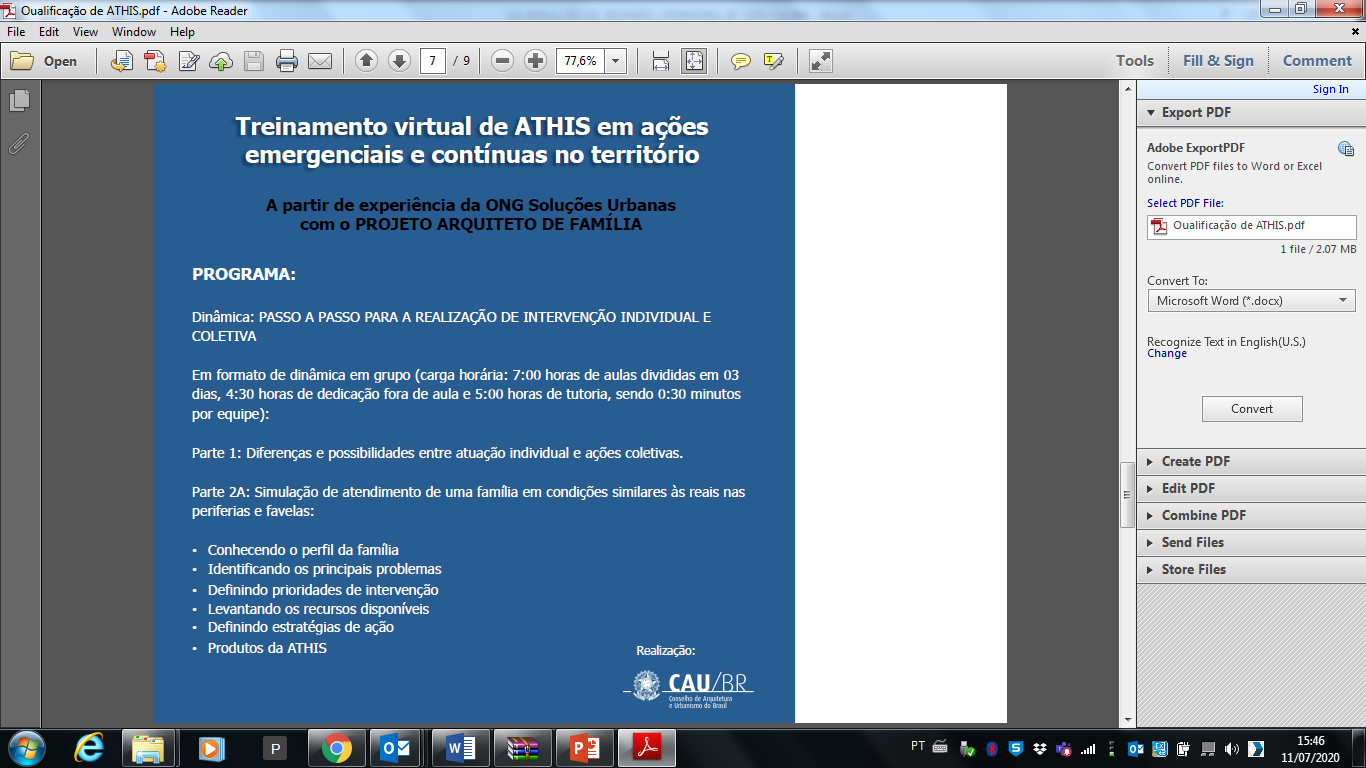 Qualificação de ATHIS.pdf - Adobe Reader
File Edit View Window Help
Open 7 / 9 77,6% Tools Fill & Sign Comment
Sign In
Treinamento virtual de ATHIS em ações
emergenciais e contínuas no território
A partir de experiência da ONG Soluções Urbanas
com o PROJETO ARQUITETO DE FAMÍLIA
PROGRAMA:
Dinâmica: PASSO A PASSO PARA A REALIZAÇÃO DE INTERVENÇÃO INDIVIDUAL E
COLETIVA
Em formato de dinâmica em grupo (carga horária: 7:00 horas de aulas divididas em 03
dias, 4:30 horas de dedicação fora de aula e 5:00 horas de tutoria, sendo 0:30 minutos
por equipe):
Parte 1: Diferenças e possibilidades entre atuação individual e ações coletivas.
Parte 2A: Simulação de atendimento de uma família em condições similares às reais nas
periferias e favelas:
• Conhecendo o perfil da família
• Identificando os principais problemas
• Definindo prioridades de intervenção
• Levantando os recursos disponíveis
• Definindo estratégias de ação
• Produtos da ATHIS
Realização:
CAU/BR
Conselho de Arquitetura
e Urbanismo do Brasil
Export PDF
Adobe ExportPDF
Convert PDF files to Word or Excel
online.
Select PDF File:
Qualificação de ATHIS.pdf
1 file / 2.07 MB
Convert To:
Microsoft Word (*.docx)
Recognize Text in English(U.S.)
Change
Convert
Create PDF
Edit PDF
Combine PDF
Send Files
Store Files
P
PT
15:46
11/07/2020